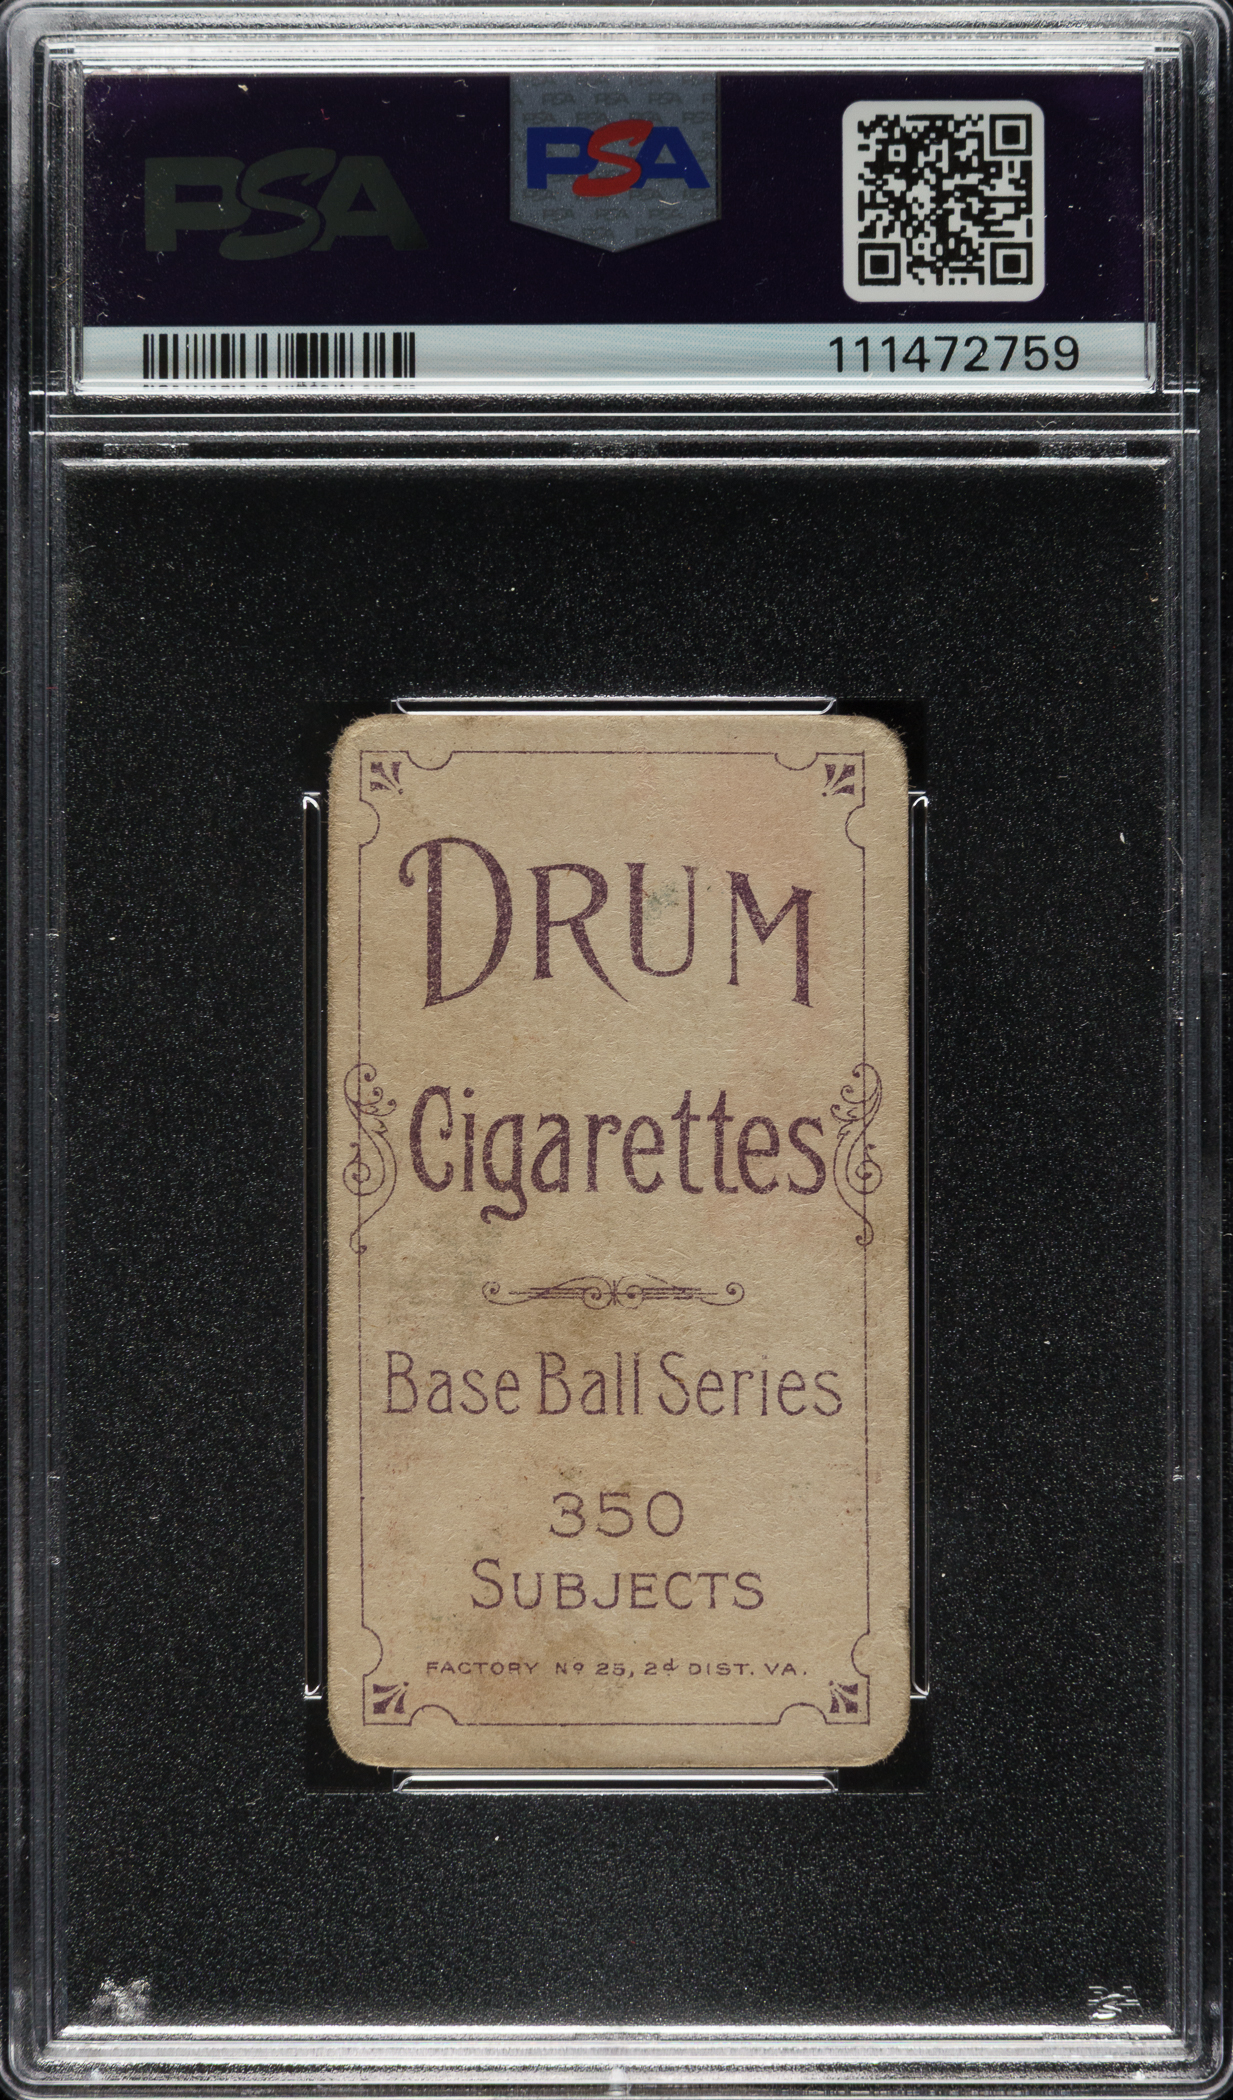 PSA
PSA
111472759
DRUM
Cigarettes
Base Ball Series
350
SUBJECTS
FACTORY Nº 25, 2d DIST. VA.